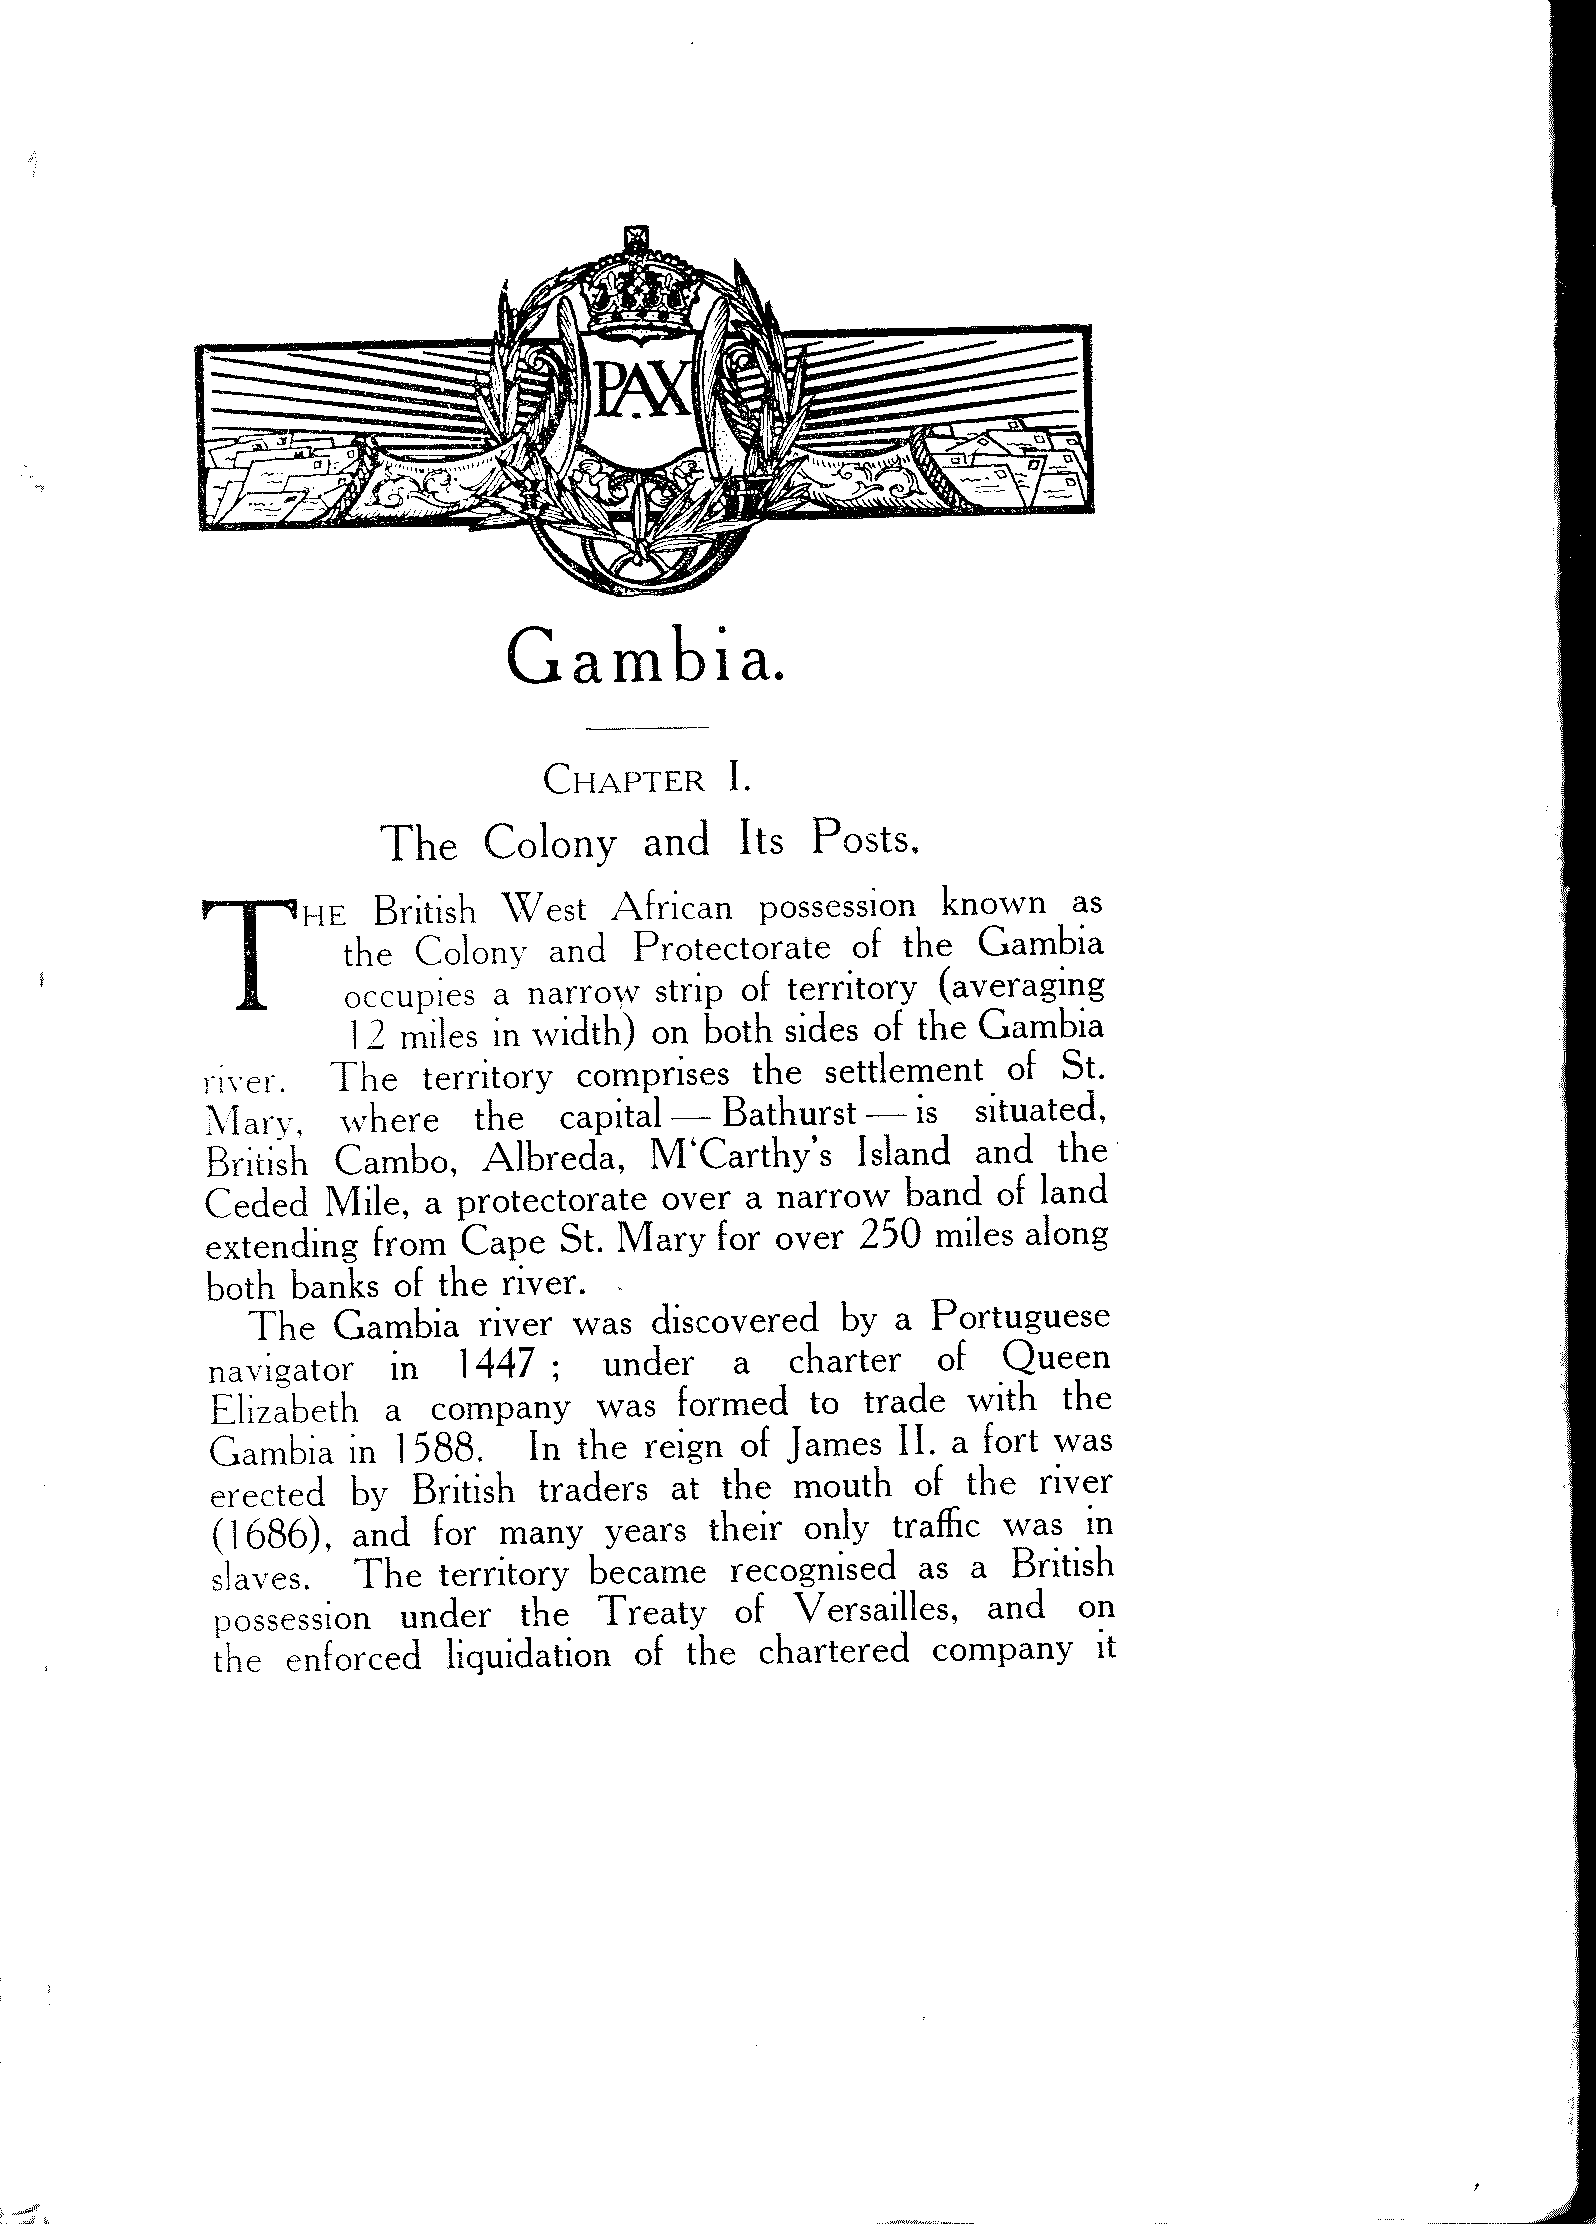 PAX
Gambia.
CHAPTER I.
The Colony and Its Posts.
THE British West African possession known as
the Colony and Protectorate of the Gambia
occupies a narrow strip of territory (averaging
12 miles in width) on both sides of the Gambia
river. The territory comprises the settlement of St.
Mary, where the capital — Bathurst — is situated,
British Cambo, Albreda, M‘Carthy’s Island and the
Ceded Mile, a protectorate over a narrow band of land
extending from Cape St. Mary for over 250 miles along
both banks of the river.
The Gambia river was discovered by a Portuguese
navigator in 1447 ; under a charter of Queen
Elizabeth a company was formed to trade with the
Gambia in 1588. In the reign of James II. a fort was
erected by British traders at the mouth of the river
(1686), and for many years their only traffic was in
slaves. The territory became recognised as a British
possession under the Treaty of Versailles, and on
the enforced liquidation of the chartered company it